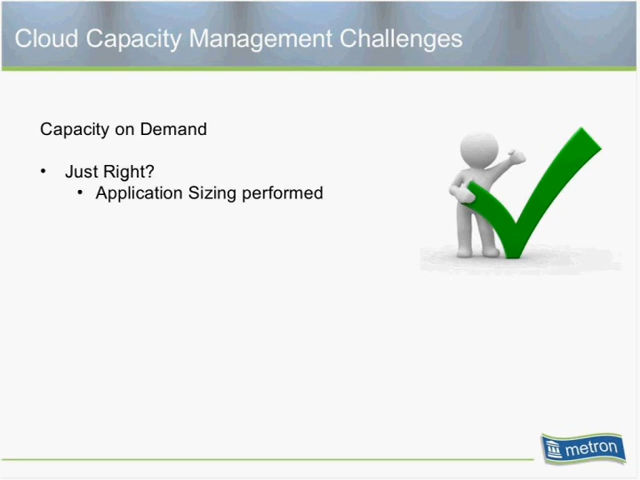 Cloud Capacity Management Challenges
Capacity on Demand
• Just Right?
• Application Sizing performed
metron